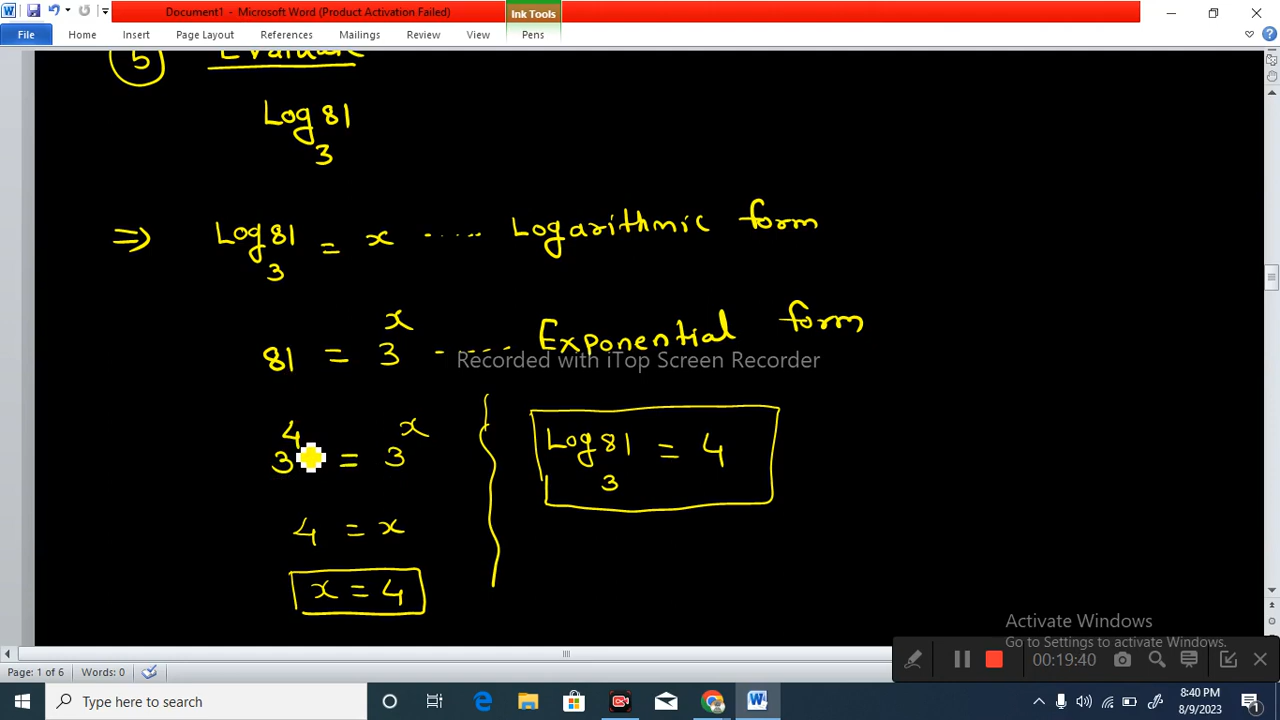 Document1 - Microsoft Word (Product Activation Failed)
Ink Tools
File Home Insert Page Layout References Mailings Review View Pens
5 Evaluate
Log 81
3
⇒ Log 81 = x ..... Logarithmic form
3
x
81 = 3 ..... Exponential form
Recorded with iTop Screen Recorder
4 x
3 = 3
Log 81 = 4
3
4 = x
x = 4
Activate Windows
Go to Settings to activate Windows.
00:19:40
Page: 1 of 6 Words: 0
Type here to search
8:40 PM
8/9/2023